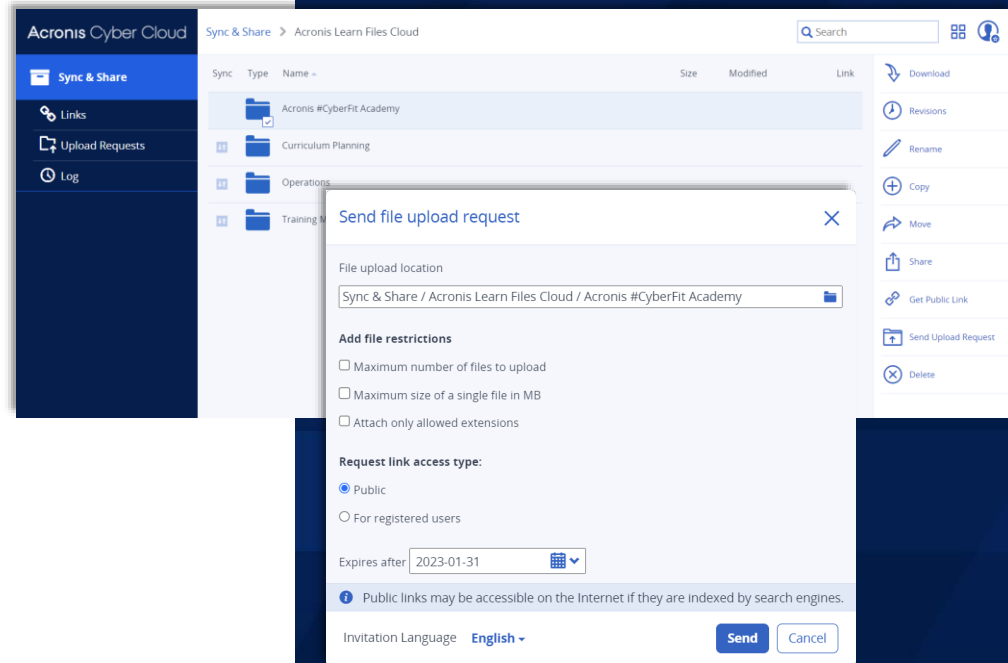 Acronis Cyber Cloud
Sync & Share > Acronis Learn Files Cloud
Search
Sync & Share
Links
Upload Requests
Log
Sync Type Name Size Modified Link
Acronis #CyberFit Academy
Curriculum Planning
Operations
Training
Download
Revisions
Rename
Copy
Move
Share
Get Public Link
Send Upload Request
Delete
Send file upload request
File upload location
Sync & Share / Acronis Learn Files Cloud / Acronis #CyberFit Academy
Add file restrictions
Maximum number of files to upload
Maximum size of a single file in MB
Attach only allowed extensions
Request link access type:
Public
For registered users
Expires after 2023-01-31
Public links may be accessible on the Internet if they are indexed by search engines.
Invitation Language English
Send Cancel